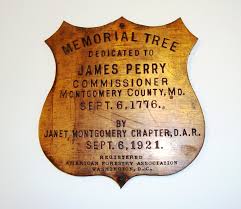 MEMORIAL TREE
DEDICATED TO
JAMES PERRY
COMMISSIONER
MONTGOMERY COUNTY, MD.
SEPT. 6, 1776.
BY
JANET MONTGOMERY CHAPTER, D.A.R.
SEPT. 6, 1921.
REGISTERED
AMERICAN FORESTRY ASSOCIATION
WASHINGTON, D.C.